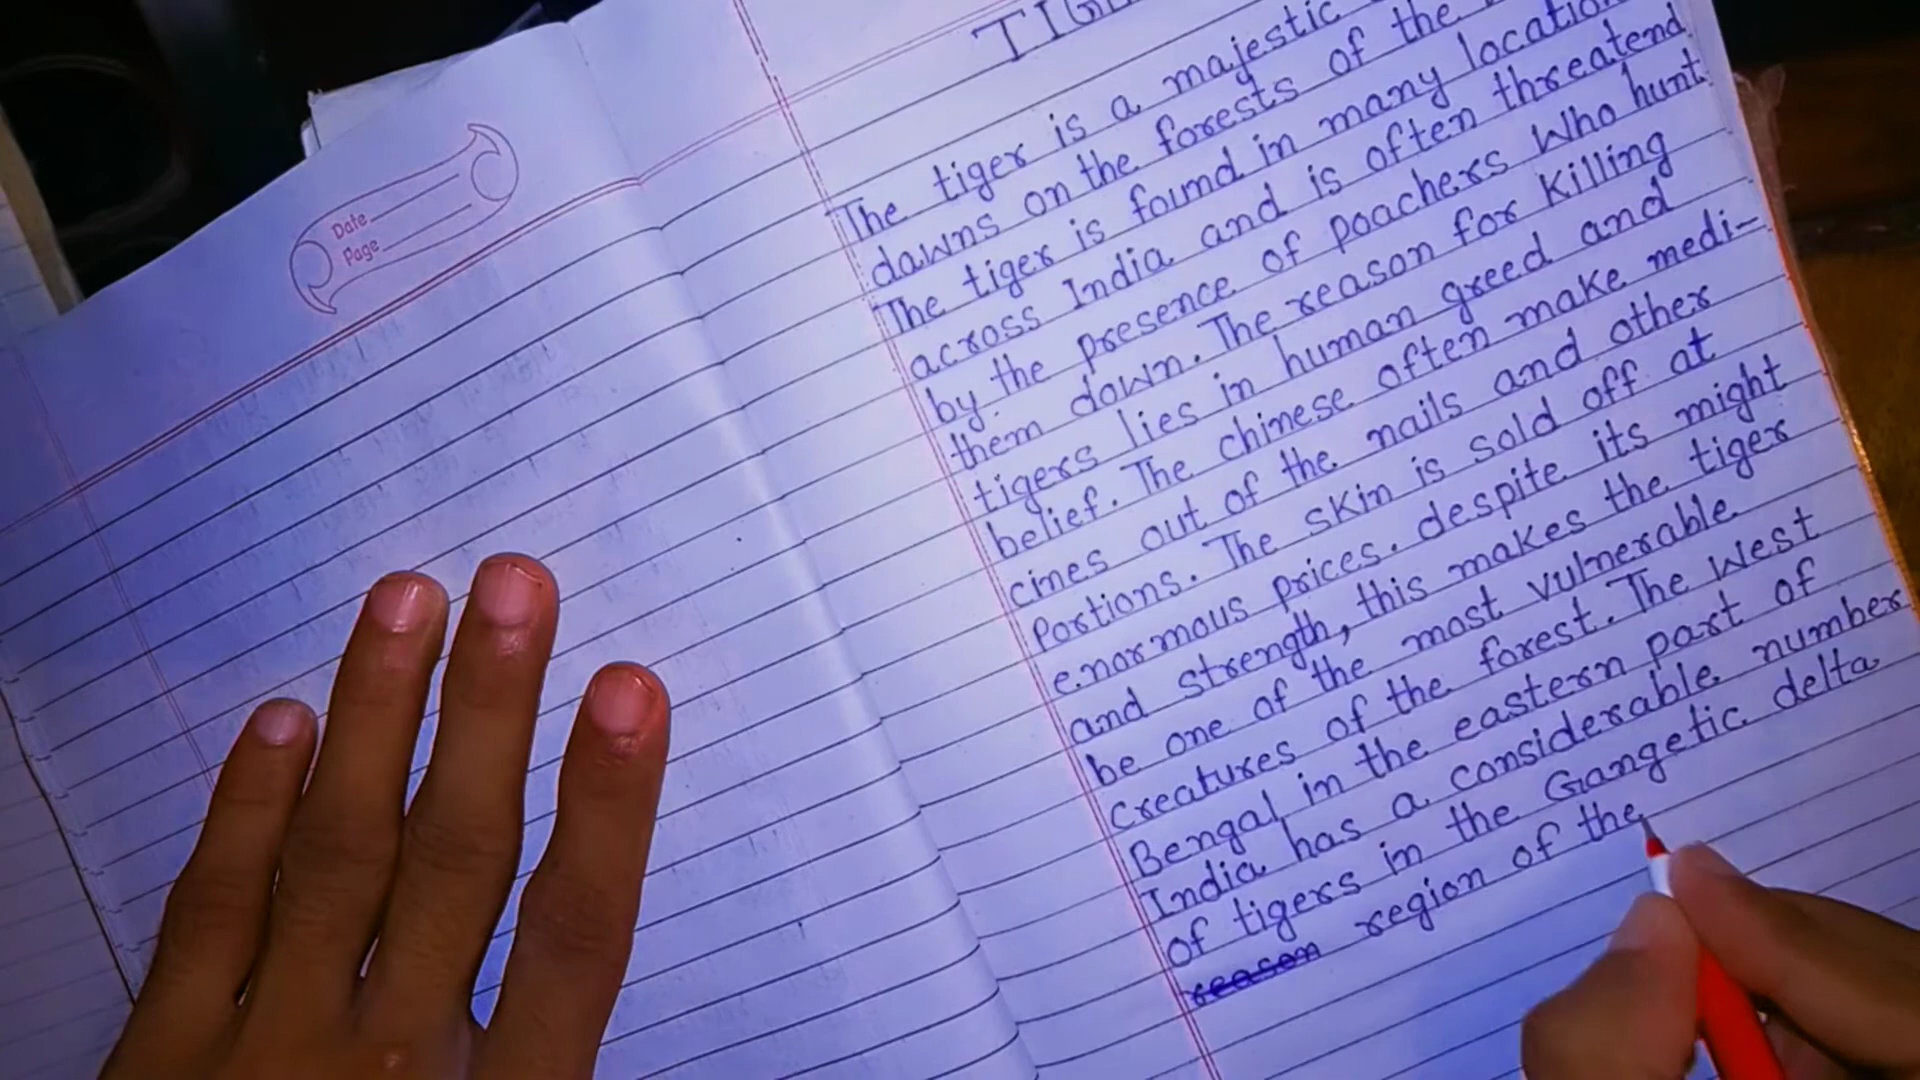 Date
Page
The tiger is a majestic
dawns on the forests of the
The tiger is found in many location
across India and is often threatend
by the presence of poachers Who hunt
them down. The reason for killing
tigers lies in human greed and
belief. The chinese often make medi-
cines out of the nails and other
Portions. The skin is sold off at
enormous prices. despite its might
and strength, this makes the tiger
be one of the most vulnerable
creatures of the forest. The West
Bengal in the eastern part of
India has a considerable number
of tigers in the Gangetic delta
reason region of the